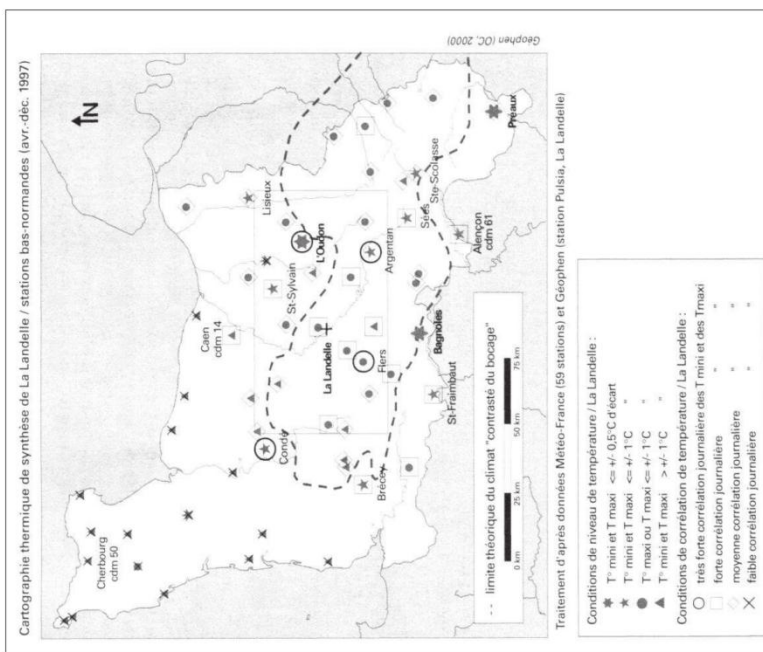 Cartographie thermique de synthèse de La Landelle / stations bas-normandes (avr.-déc. 1997)
Géophen (OC, 2000)
N
Cherbourg
cdm 50
Caen
cdm 14
Lisieux
St-Sylvain
L'Oudon
Condé
La Landelle
Flers
Argentan
Sées
Ste-Scolasse
Brécey
Bagnoles
St-Fraimbaut
Alençon
cdm 61
Préaux
-- limite théorique du climat "contrasté du bocage"
0 km 25 km 50 km 75 km
Traitement d'après données Météo-France (59 stations) et Géophen (station Pulsia, La Landelle)
Conditions de niveau de température / La Landelle :
T° mini et T maxi <= +/- 0,5°C d'écart
T° mini et T maxi <= +/- 1°C "
T° maxi ou T maxi <= +/- 1°C "
T° mini et T maxi > +/- 1°C "
Conditions de corrélation de température / La Landelle :
très forte corrélation journalière des T mini et des Tmaxi
forte corrélation journalière " "
moyenne corrélation journalière " "
faible corrélation journalière " "